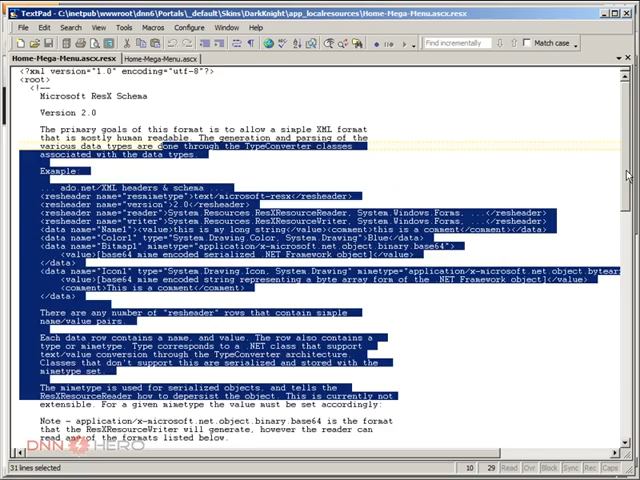 TextPad - C:\inetpub\wwwroot\dnn6\Portals\_default\Skins\DarkKnight\app_localresources\Home-Mega-Menu.ascx.resx
File Edit Search View Tools Macros Configure Window Help
Find incrementally Match case
Home-Mega-Menu.ascx.resx Home-Mega-Menu.ascx
<?xml version="1.0" encoding="utf-8"?>
<root>
<!--
Microsoft ResX Schema
Version 2.0
The primary goals of this format is to allow a simple XML format
that is mostly human readable. The generation and parsing of the
various data types are done through the TypeConverter classes
associated with the data types.
Example:
... ado.net/XML headers & schema ...
<resheader name="resmimetype">text/microsoft-resx</resheader>
<resheader name="version">2.0</resheader>
<resheader name="reader">System.Resources.ResXResourceReader, System.Windows.Forms, ...</resheader>
<resheader name="writer">System.Resources.ResXResourceWriter, System.Windows.Forms, ...</resheader>
<data name="Name1"><value>this is my long string</value><comment>this is a comment</comment></data>
<data name="Color1" type="System.Drawing.Color, System.Drawing">Blue</data>
<data name="Bitmap1" mimetype="application/x-microsoft.net.object.binary.base64">
<value>[base64 mime encoded serialized .NET Framework object]</value>
</data>
<data name="Icon1" type="System.Drawing.Icon, System.Drawing" mimetype="application/x-microsoft.net.object.bytearr
<value>[base64 mime encoded string representing a byte array form of the .NET Framework object]</value>
<comment>This is a comment</comment>
</data>
There are any number of "resheader" rows that contain simple
name/value pairs.
Each data row contains a name, and value. The row also contains a
type or mimetype. Type corresponds to a .NET class that support
text/value conversion through the TypeConverter architecture.
Classes that don't support this are serialized and stored with the
mimetype set.
The mimetype is used for serialized objects, and tells the
ResXResourceReader how to depersist the object. This is currently not
extensible. For a given mimetype the value must be set accordingly:
Note - application/x-microsoft.net.object.binary.base64 is the format
that the ResXResourceWriter will generate, however the reader can
read any of the formats listed below.
DNN HERO
31 lines selected 10 29 Read Ovr Block Sync Rec Caps